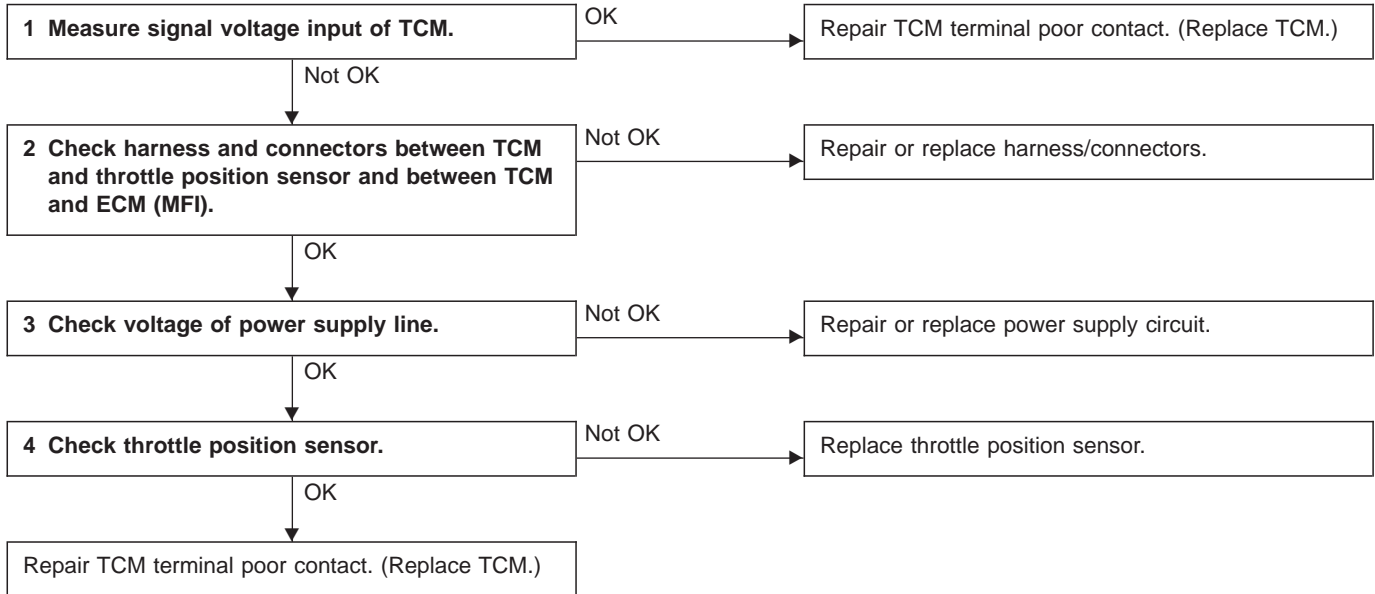 1 Measure signal voltage input of TCM.
OK
Repair TCM terminal poor contact. (Replace TCM.)
Not OK
2 Check harness and connectors between TCM
and throttle position sensor and between TCM
and ECM (MFI).
Not OK
Repair or replace harness/connectors.
OK
3 Check voltage of power supply line.
Not OK
Repair or replace power supply circuit.
OK
4 Check throttle position sensor.
Not OK
Replace throttle position sensor.
OK
Repair TCM terminal poor contact. (Replace TCM.)